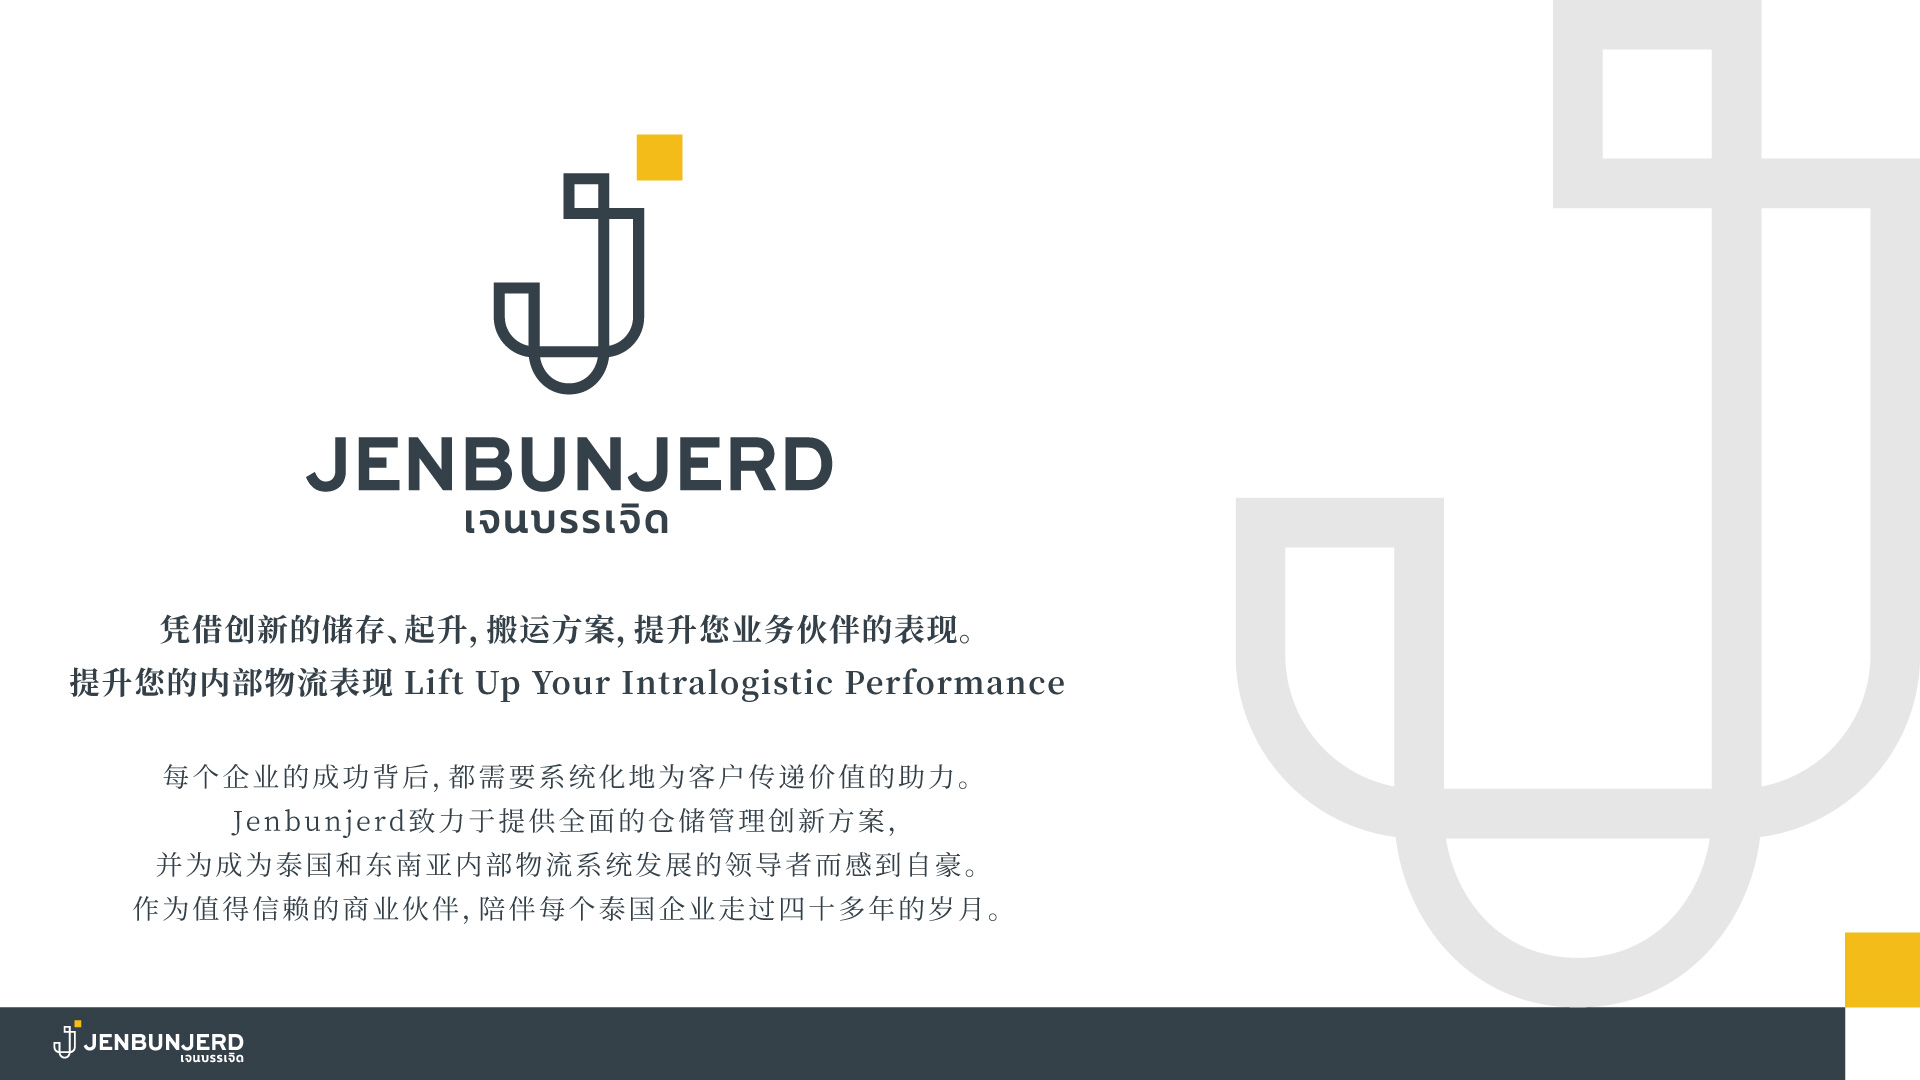 JENBUNJERD
เจนบรรเจิด
凭借创新的储存、起升, 搬运方案, 提升您业务伙伴的表现。
提升您的内部物流表现 Lift Up Your Intralogistic Performance
每个企业的成功背后, 都需要系统化地为客户传递价值的助力。
Jenbunjerd致力于提供全面的仓储管理创新方案,
并为成为泰国和东南亚内部物流系统发展的领导者而感到自豪。
作为值得信赖的商业伙伴, 陪伴每个泰国企业走过四十多年的岁月。
JENBUNJERD
เจนบรรเจิด